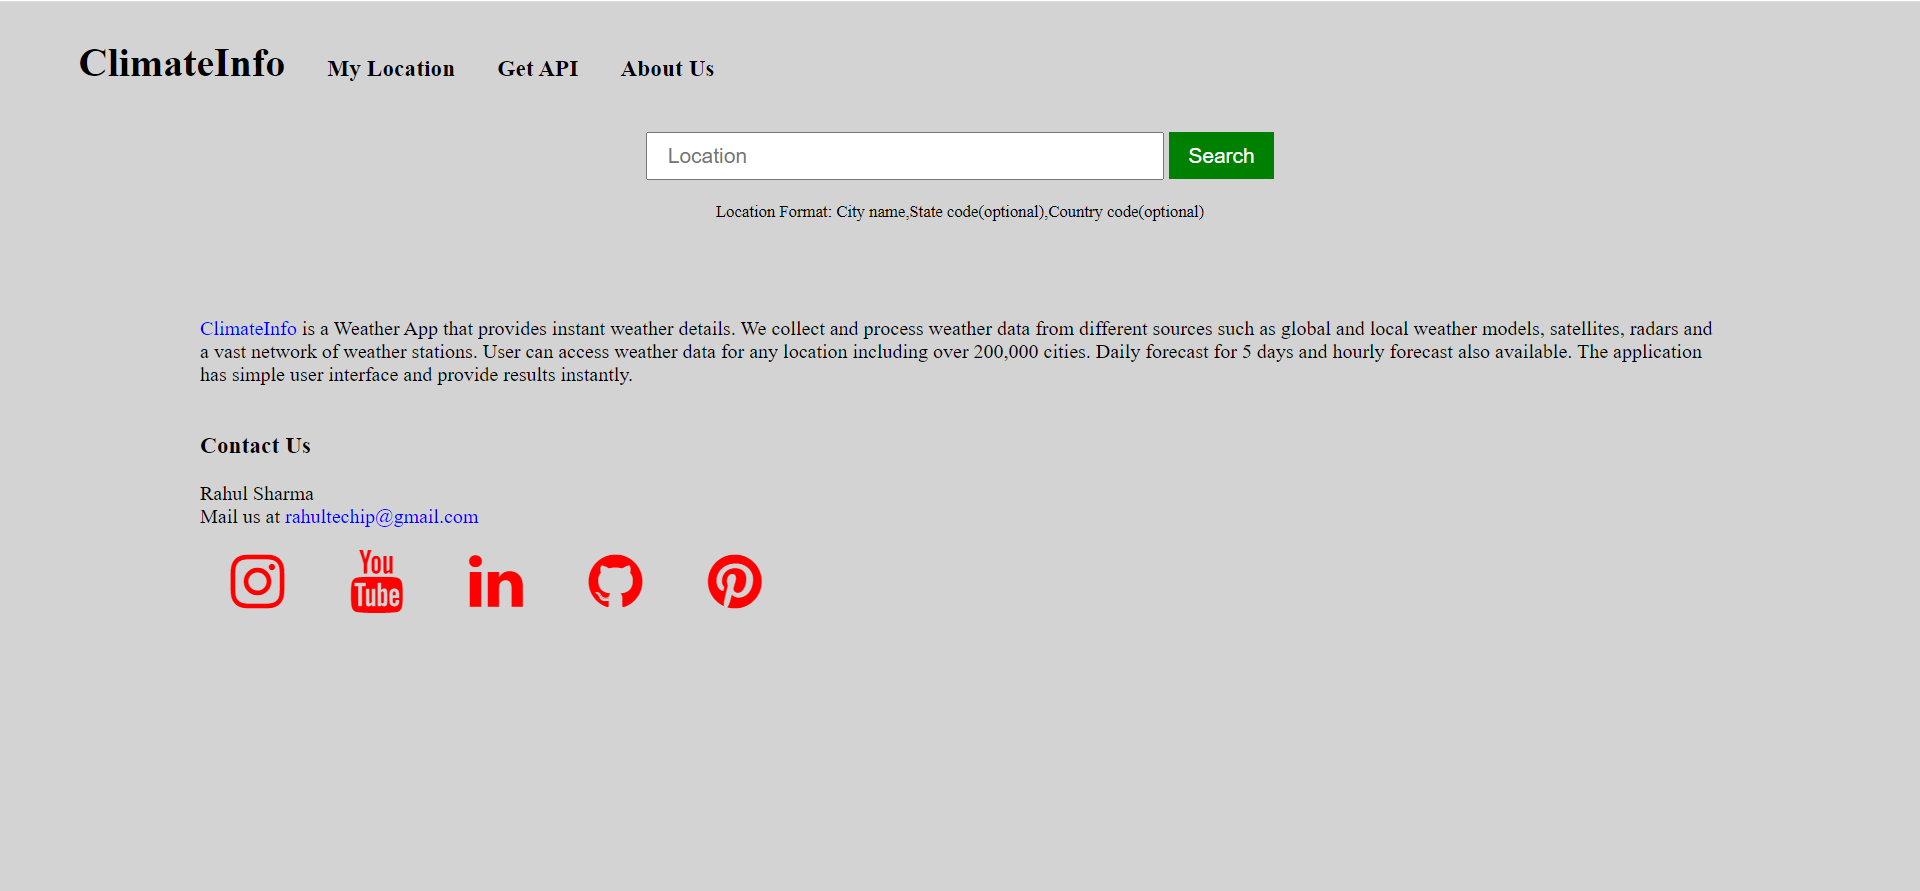 ClimateInfo My Location Get API About Us
Location Search
Location Format: City name,State code(optional),Country code(optional)
ClimateInfo is a Weather App that provides instant weather details. We collect and process weather data from different sources such as global and local weather models, satellites, radars and
a vast network of weather stations. User can access weather data for any location including over 200,000 cities. Daily forecast for 5 days and hourly forecast also available. The application
has simple user interface and provide results instantly.
Contact Us
Rahul Sharma
Mail us at rahultechip@gmail.com
You
Tube in